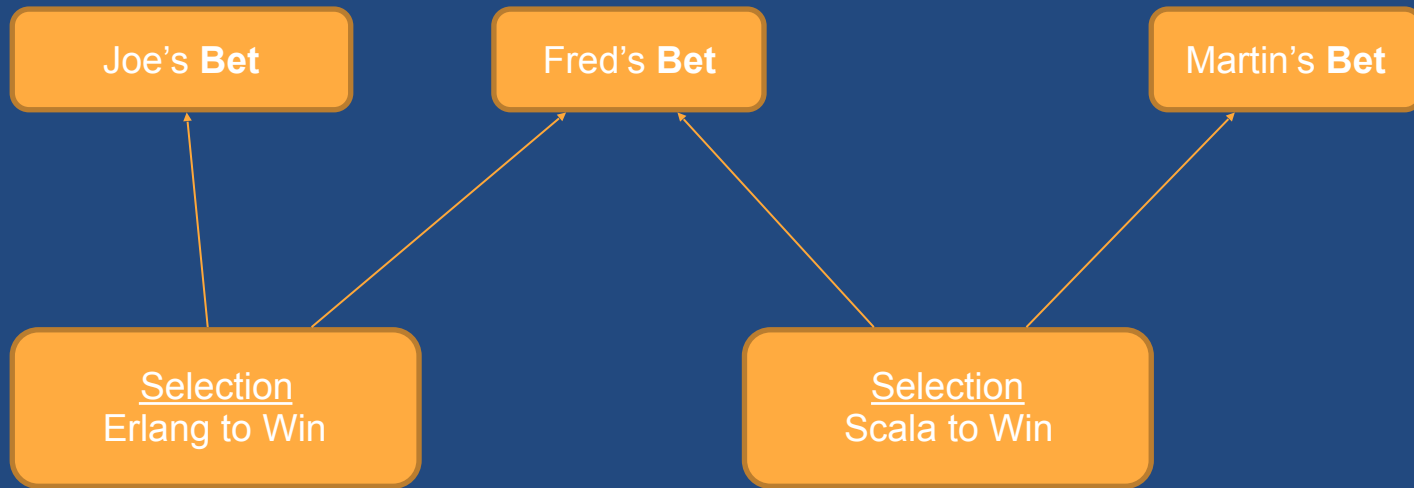 Joe’s Bet
Fred’s Bet
Martin’s Bet
Selection
Erlang to Win
Selection
Scala to Win